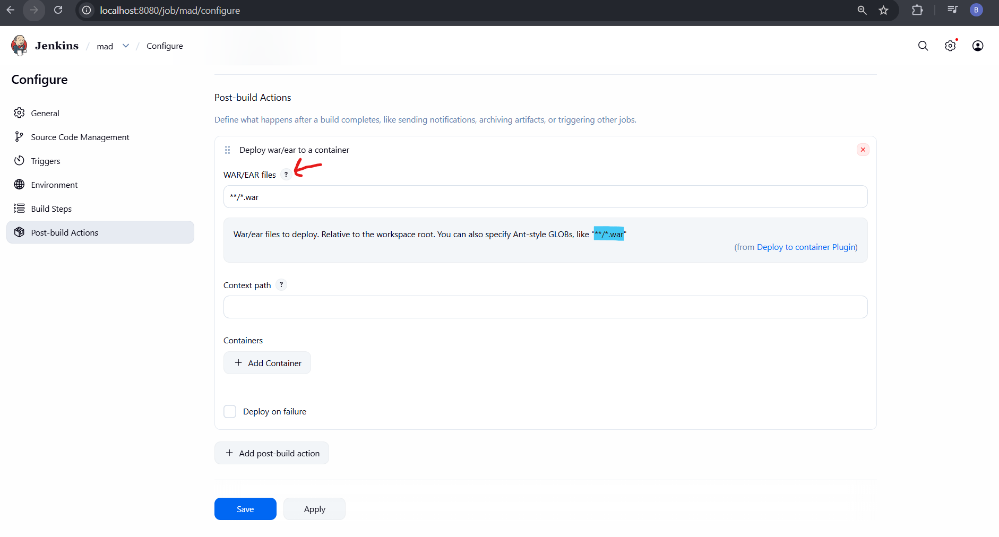 localhost:8080/job/mad/configure
B
Jenkins / mad / Configure
Configure
General
Source Code Management
Triggers
Environment
Build Steps
Post-build Actions
Post-build Actions
Define what happens after a build completes, like sending notifications, archiving artifacts, or triggering other jobs.
Deploy war/ear to a container
WAR/EAR files ?
**/*.war
War/ear files to deploy. Relative to the workspace root. You can also specify Ant-style GLOBs, like "**/*.war"
(from Deploy to container Plugin)
Context path ?
Containers
+ Add Container
Deploy on failure
+ Add post-build action
Save
Apply